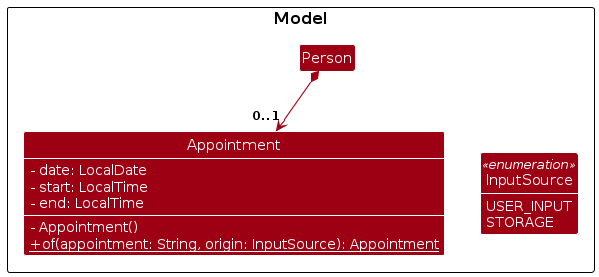 Model
Person
0..1
Appointment
- date: LocalDate
- start: LocalTime
- end: LocalTime
- Appointment()
+of(appointment: String, origin: InputSource): Appointment
«enumeration»
InputSource
USER_INPUT
STORAGE